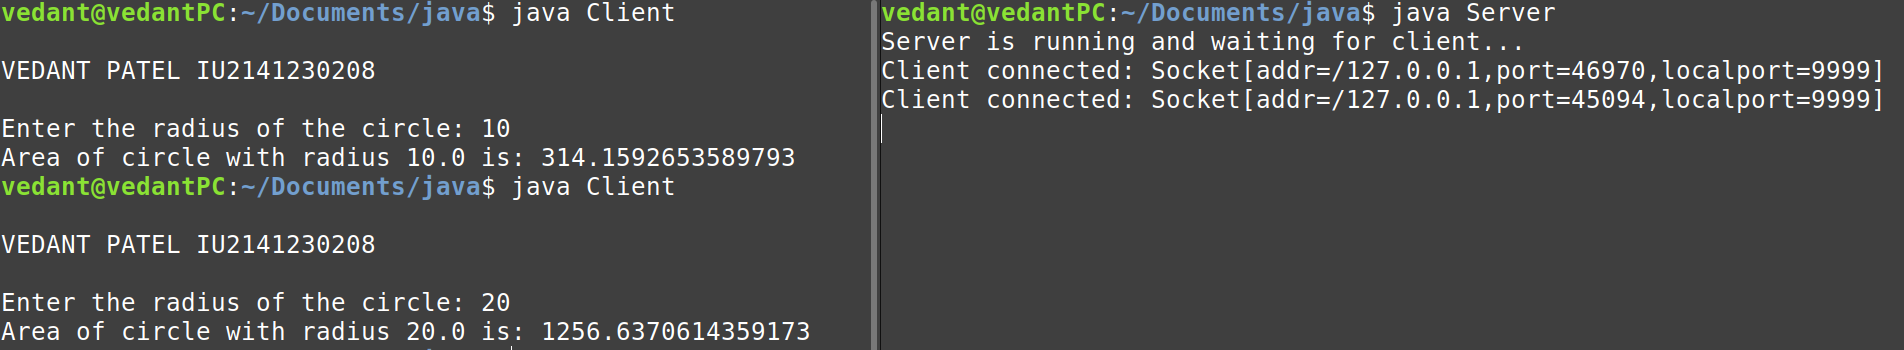 vedant@vedantPC:~/Documents/java$ java Client
VEDANT PATEL IU2141230208
Enter the radius of the circle: 10
Area of circle with radius 10.0 is: 314.1592653589793
vedant@vedantPC:~/Documents/java$ java Client
VEDANT PATEL IU2141230208
Enter the radius of the circle: 20
Area of circle with radius 20.0 is: 1256.6370614359173
vedant@vedantPC:~/Documents/java$ java Server
Server is running and waiting for client...
Client connected: Socket[addr=/127.0.0.1,port=46970,localport=9999]
Client connected: Socket[addr=/127.0.0.1,port=45094,localport=9999]